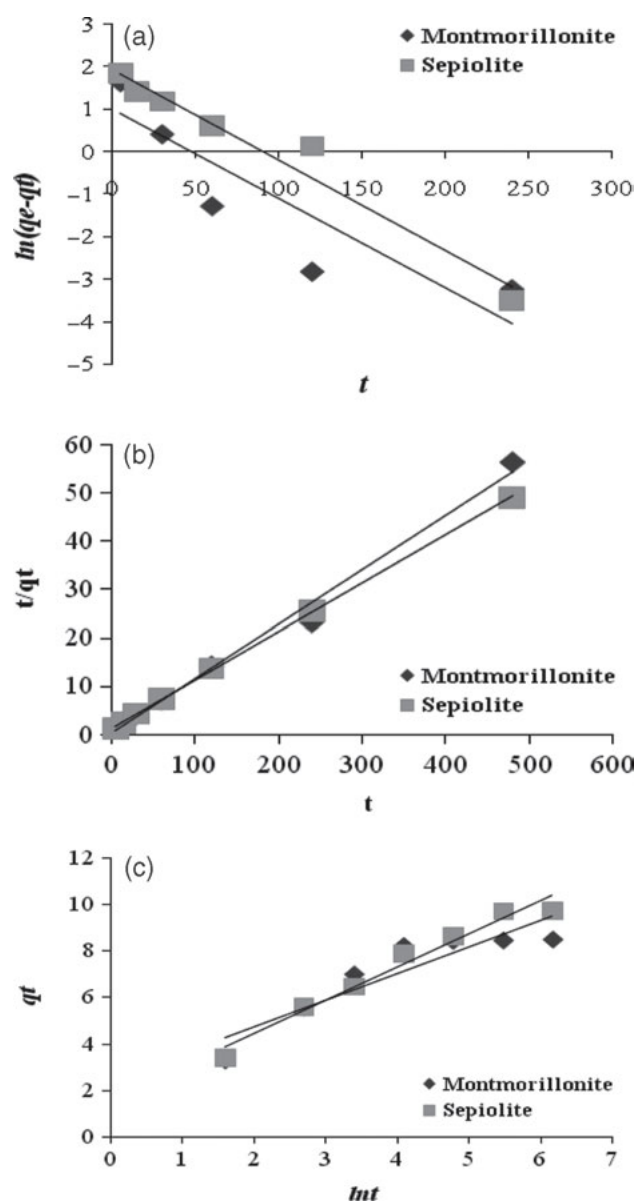 (a)
Montmorillonite
Sepiolite
3
2
1
0
−1
−2
−3
−4
−5
0 50 100 150 200 250 300
ln(qe-qt)
t
(b)
60
50
40
30
20
10
0
0 100 200 300 400 500 600
t/qt
t
Montmorillonite
Sepiolite
(c)
12
10
8
6
4
2
0
0 1 2 3 4 5 6 7
qt
lnt
Montmorillonite
Sepiolite